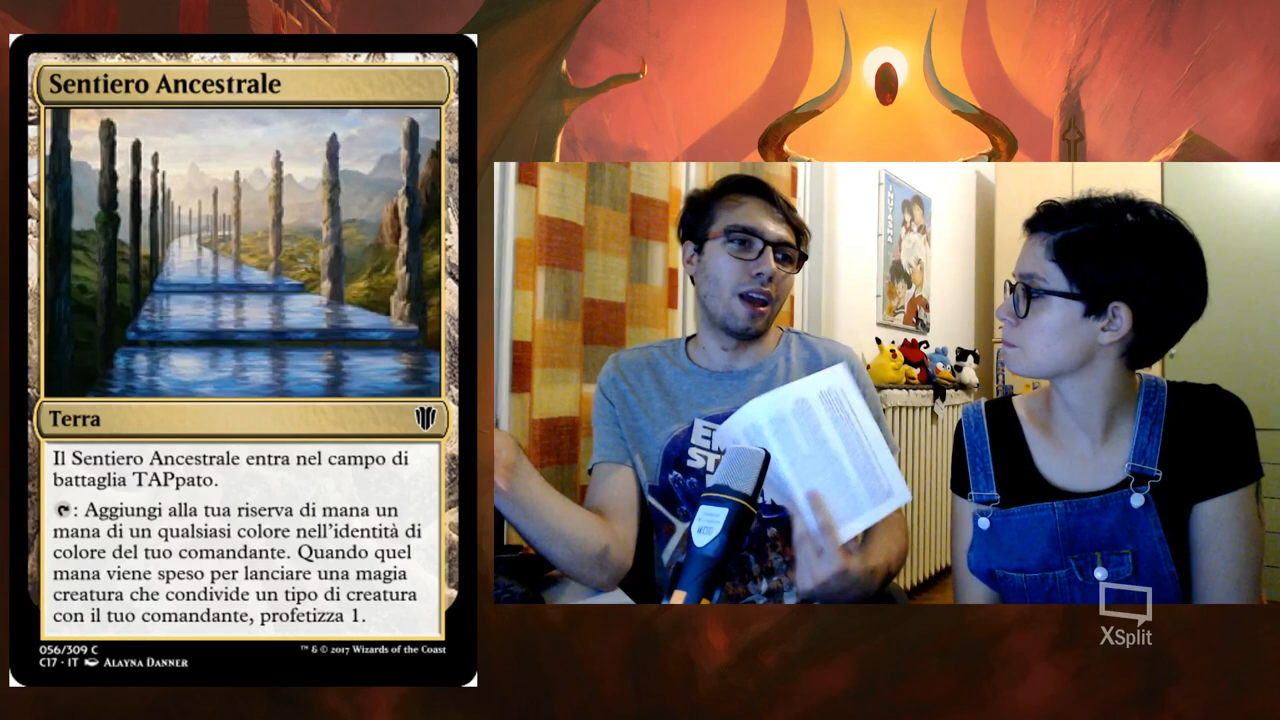 Sentiero Ancestrale
Terra
Il Sentiero Ancestrale entra nel campo di
battaglia TAPpato.
: Aggiungi alla tua riserva di mana un
mana di un qualsiasi colore nell'identità di
colore del tuo comandante. Quando quel
mana viene speso per lanciare una magia
creatura che condivide un tipo di creatura
con il tuo comandante, profetizza 1.
056/309 C
C17 · IT ALAYNA DANNER
™ & © 2017 Wizards of the Coast
INUYASHA
XSplit